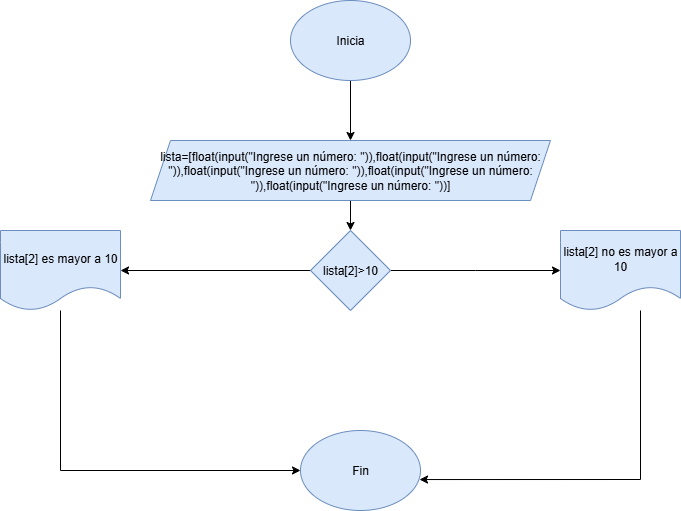 Inicia
lista=[float(input("Ingrese un número: ")),float(input("Ingrese un número:
")),float(input("Ingrese un número: ")),float(input("Ingrese un número:
")),float(input("Ingrese un número: "))]
lista[2] es mayor a 10
lista[2]>10
lista[2] no es mayor a
10
Fin